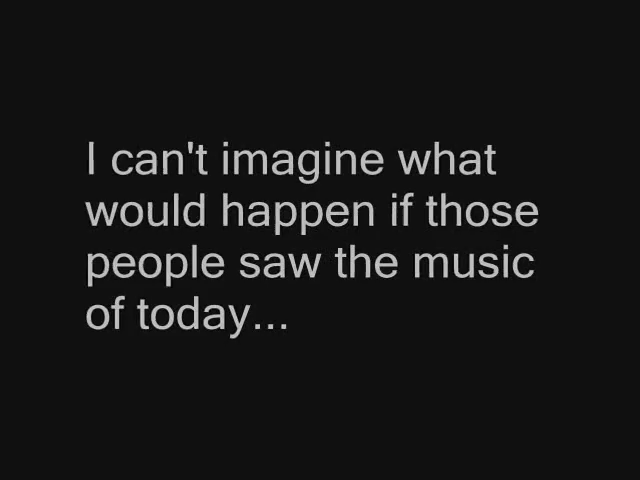 I can't imagine what
would happen if those
people saw the music
of today...